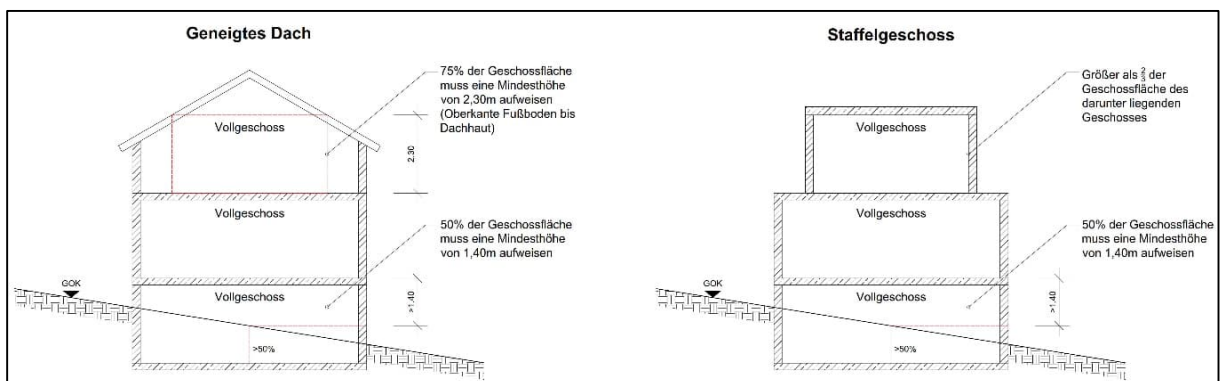 Geneigtes Dach
75% der Geschossfläche
muss eine Mindesthöhe
von 2,30m aufweisen
(Oberkante Fußboden bis
Dachhaut)
Vollgeschoss
2.30
Vollgeschoss
50% der Geschossfläche
muss eine Mindesthöhe
von 1,40m aufweisen
GOK
Vollgeschoss
>1.40
>50%
Staffelgeschoss
Größer als 2/3 der
Geschossfläche des
darunter liegenden
Geschosses
Vollgeschoss
Vollgeschoss
50% der Geschossfläche
muss eine Mindesthöhe
von 1,40m aufweisen
GOK
Vollgeschoss
>1.40
>50%